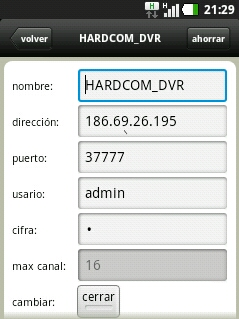 H H 21:29
volver HARDCOM_DVR ahorrar
nombre: HARDCOM_DVR
dirección: 186.69.26.195
puerto: 37777
usario: admin
cifra: •
max canal: 16
cambiar: cerrar